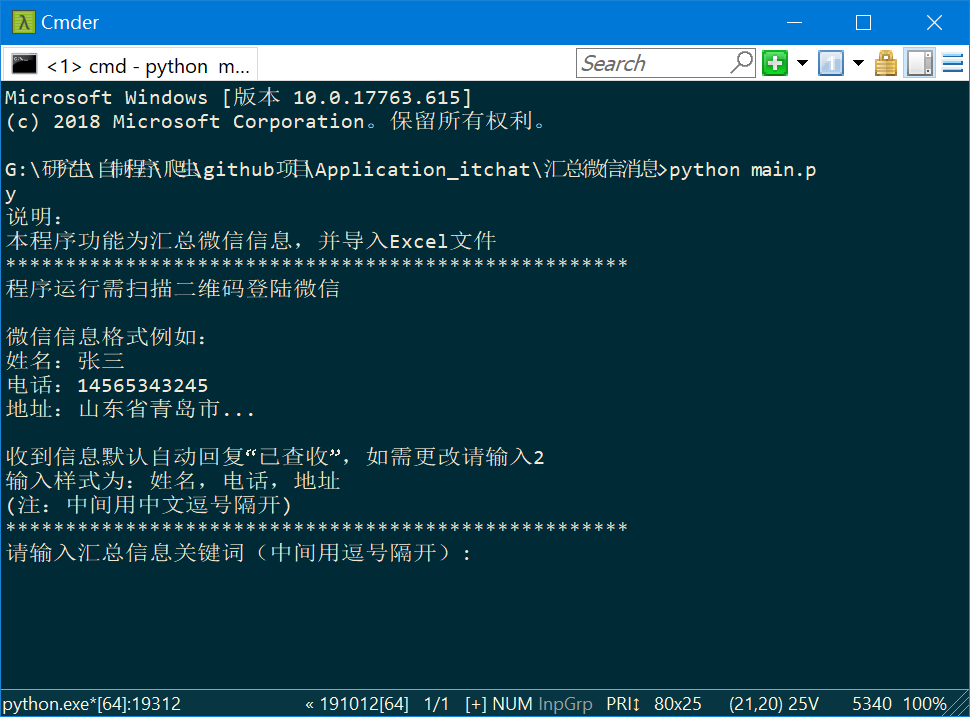 Cmder
<1> cmd - python  m...
Search
Microsoft Windows [版本 10.0.17763.615]
(c) 2018 Microsoft Corporation。保留所有权利。
G:\研究生\自制程序\爬虫\github项目\Application_itchat\汇总微信消息>python main.p
y
说明：
本程序功能为汇总微信信息，并导入Excel文件
****************************************************
程序运行需扫描二维码登陆微信
微信信息格式例如：
姓名：张三
电话：14565343245
地址：山东省青岛市...
收到信息默认自动回复“已查收”，如需更改请输入2
输入样式为：姓名，电话，地址
(注：中间用中文逗号隔开)
****************************************************
请输入汇总信息关键词（中间用逗号隔开）：
python.exe*[64]:19312
« 191012[64]  1/1  [+] NUM InpGrp  PRI↕  80x25  (21,20) 25V  5340  100%